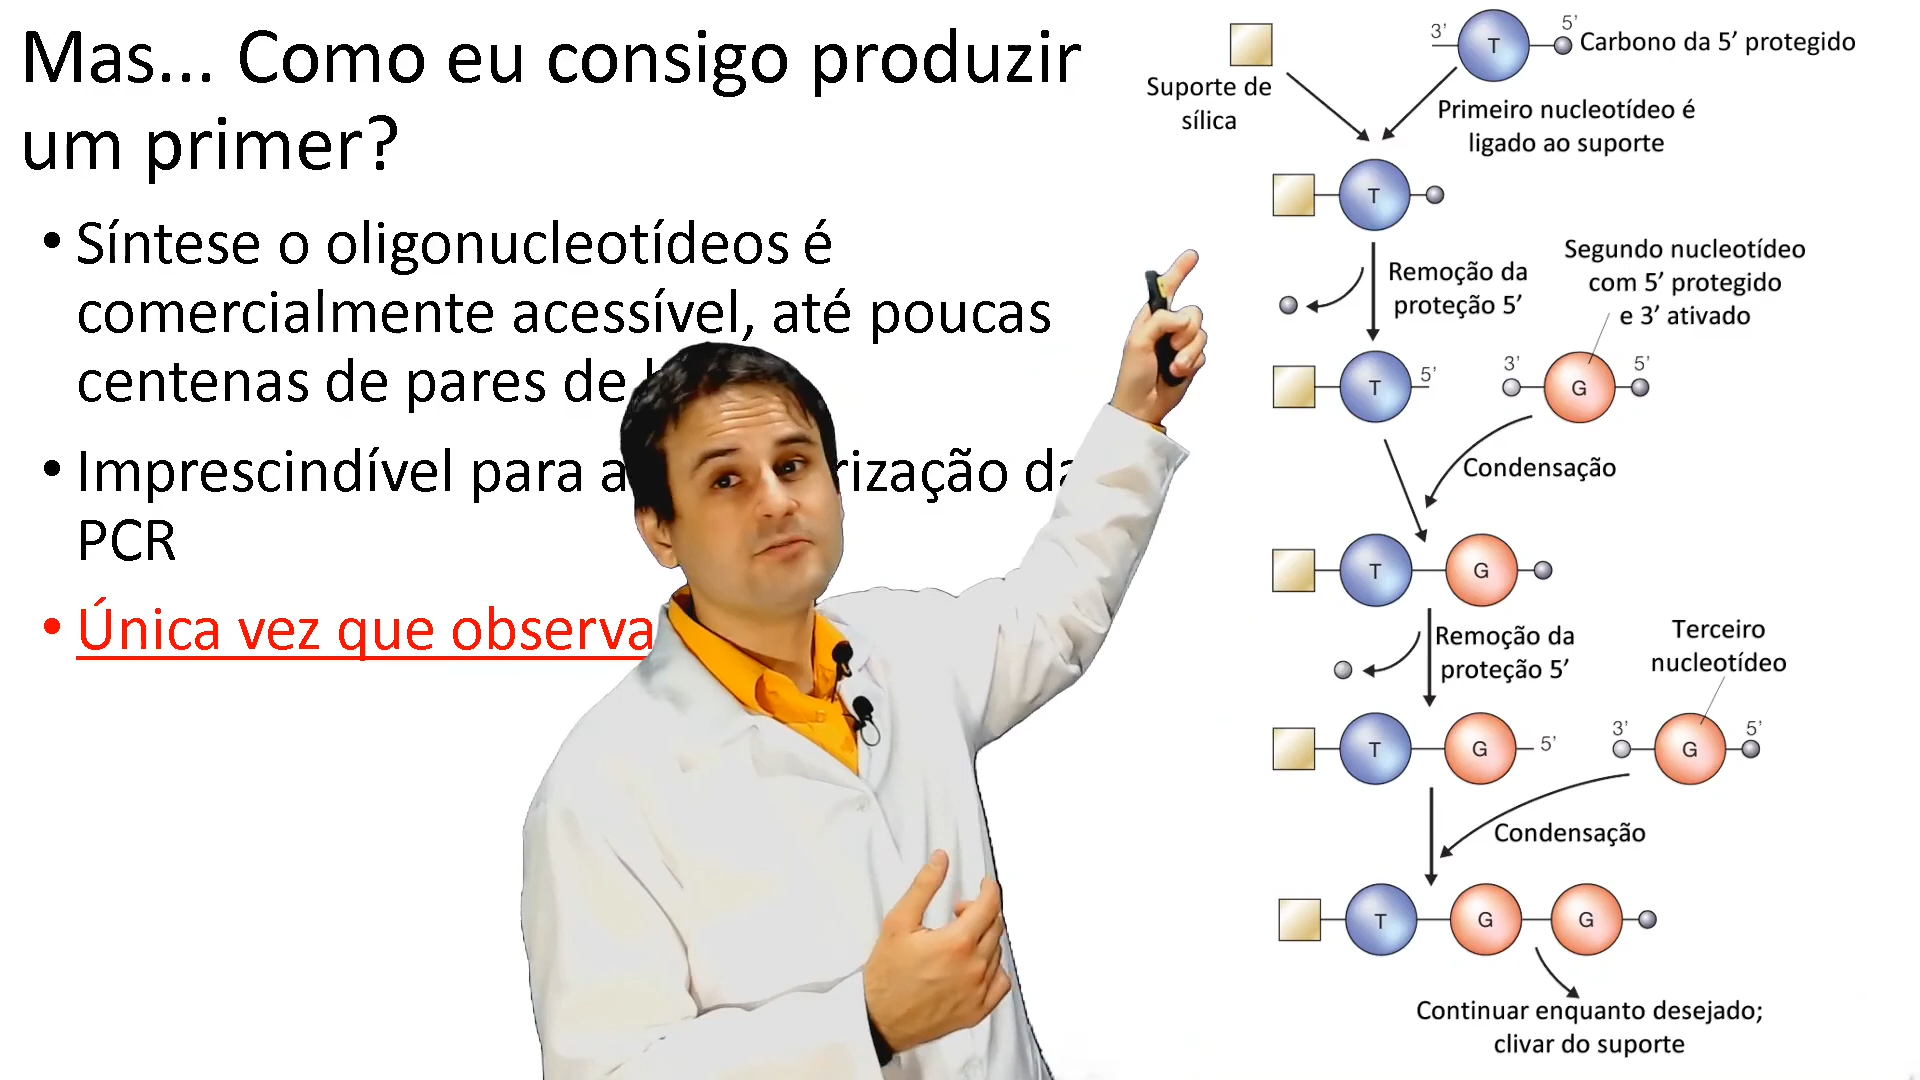 Mas... Como eu consigo produzir
um primer?
• Síntese o oligonucleotídeos é
comercialmente acessível, até poucas
centenas de pares de
• Imprescindível para a
PCR
• Única vez que
Suporte de
sílica
3’
T
5’
Carbono da 5’ protegido
Primeiro nucleotídeo é
ligado ao suporte
T
Remoção da
proteção 5’
Segundo nucleotídeo
com 5’ protegido
e 3’ ativado
T
5’
3’
G
5’
Condensação
T
G
Remoção da
proteção 5’
Terceiro
nucleotídeo
T
G
5’
3’
G
5’
Condensação
T
G
G
Continuar enquanto desejado;
clivar do suporte